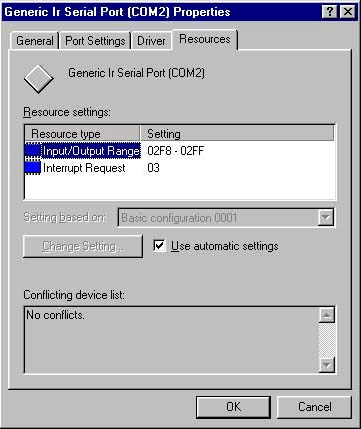 Generic Ir Serial Port (COM2) Properties
General Port Settings Driver Resources
Generic Ir Serial Port (COM2)
Resource settings:
Resource type Setting
Input/Output Range 02F8 - 02FF
Interrupt Request 03
Setting based on: Basic configuration 0001
Change Setting... Use automatic settings
Conflicting device list:
No conflicts.
OK Cancel